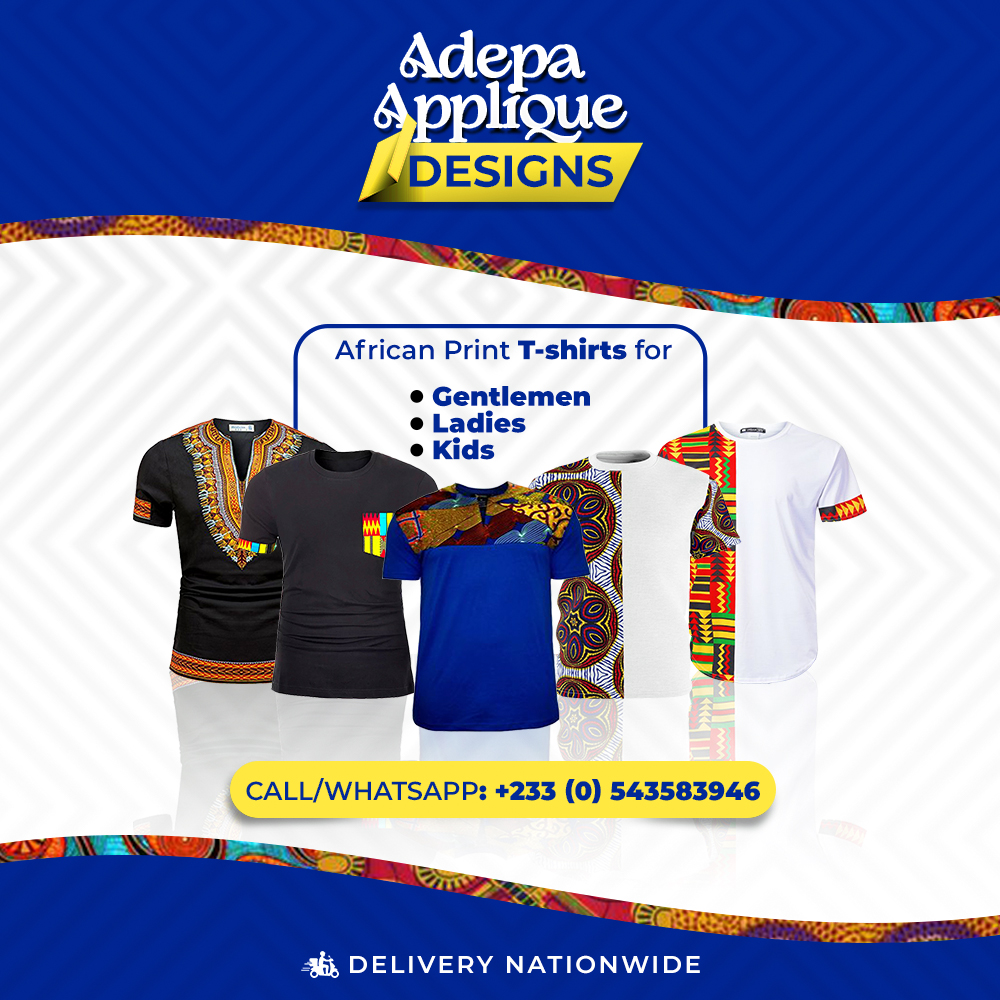 Adepa
Applique
DESIGNS
African Print T-shirts for
• Gentlemen
• Ladies
• Kids
CALL/WHATSAPP: +233 (0) 543583946
DELIVERY NATIONWIDE